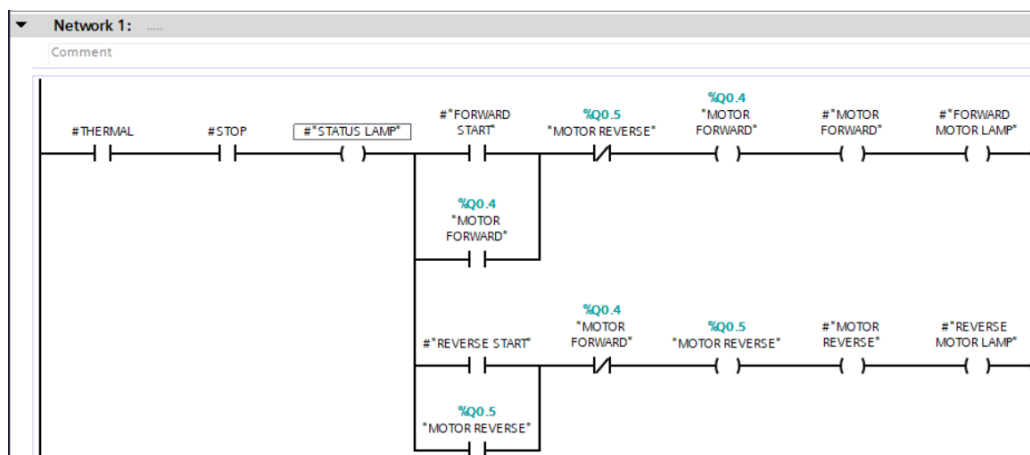 Network 1: .....
Comment
#THERMAL
#STOP
#"STATUS LAMP"
#"FORWARD
START"
%Q0.5
"MOTOR REVERSE"
%Q0.4
"MOTOR
FORWARD"
#"MOTOR
FORWARD"
#"FORWARD
MOTOR LAMP"
%Q0.4
"MOTOR
FORWARD"
#"REVERSE START"
%Q0.4
"MOTOR
FORWARD"
%Q0.5
"MOTOR REVERSE"
#"MOTOR
REVERSE"
#"REVERSE
MOTOR LAMP"
%Q0.5
"MOTOR REVERSE"